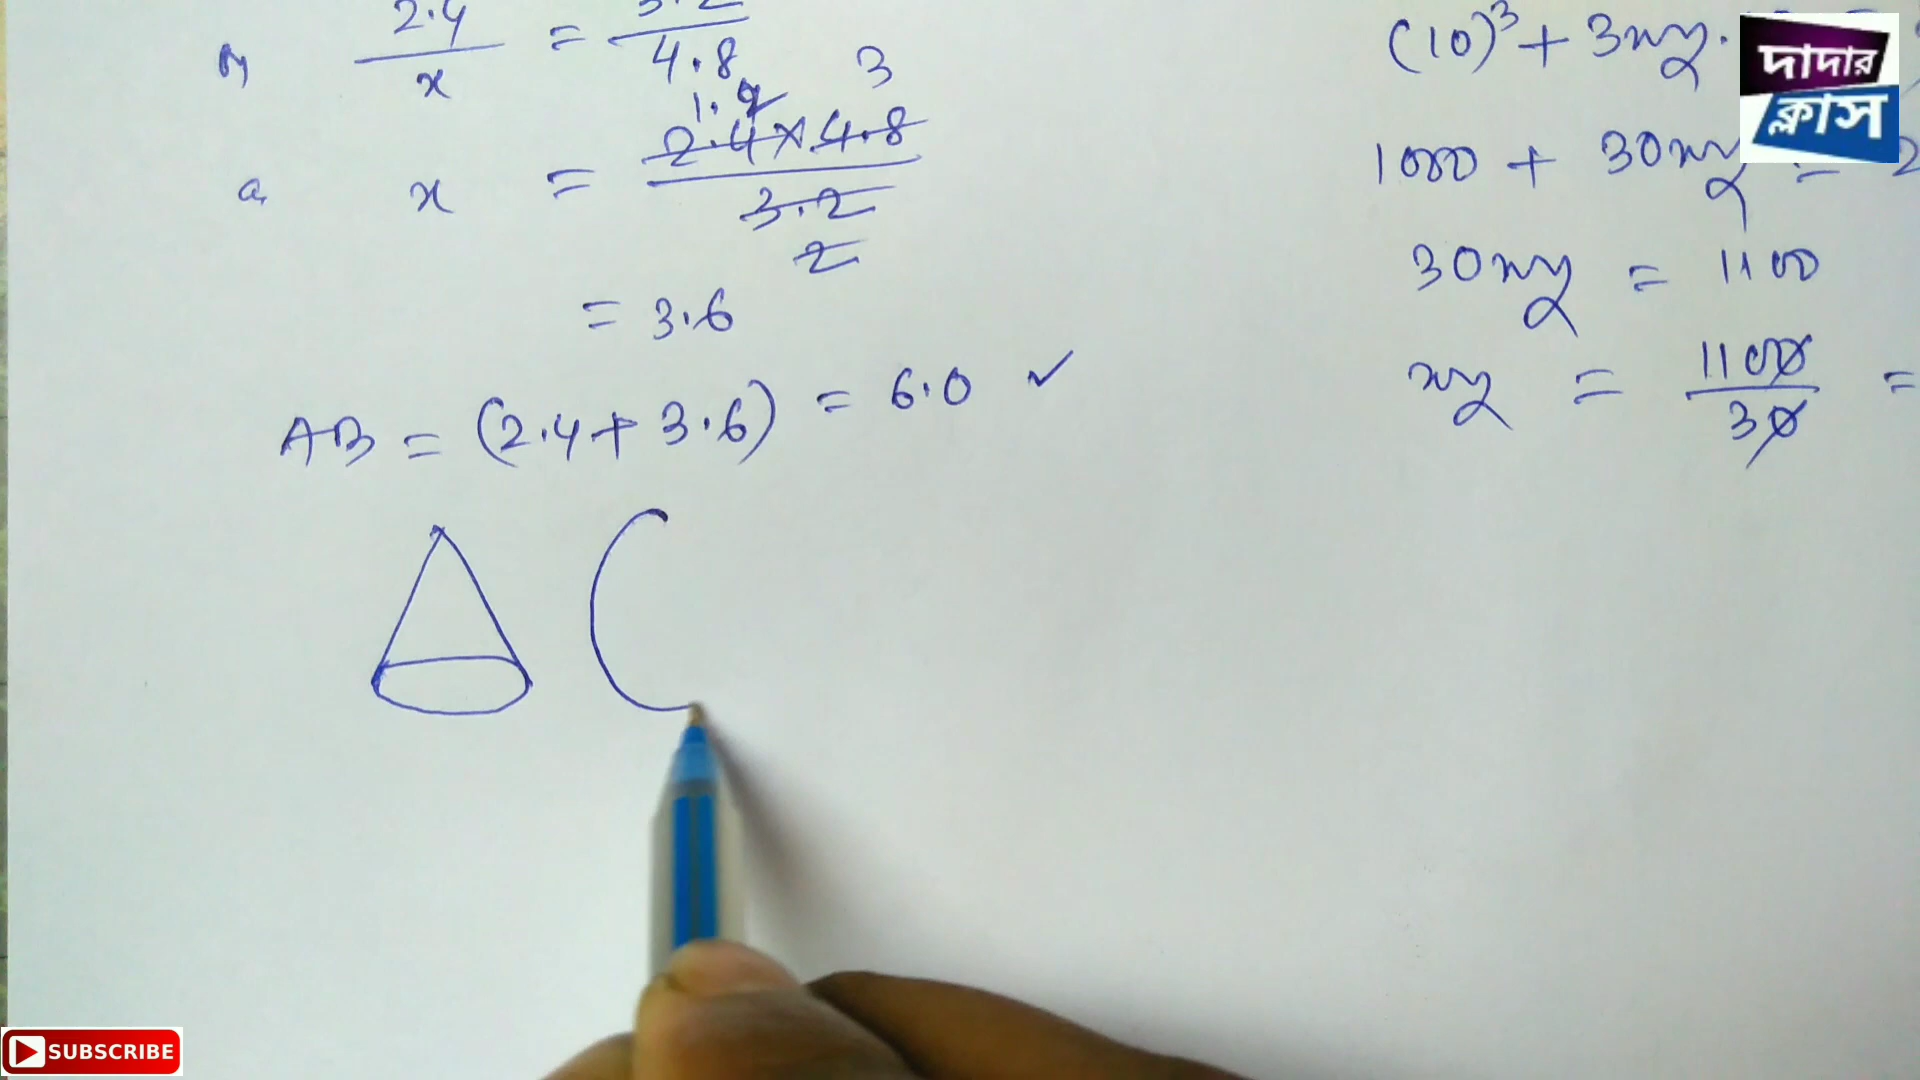 2.4/x = 3.2/4.8
x = 2.4×4.8/3.2
1.2 3
2
= 3.6
AB = (2.4+3.6) = 6.0 ✓
(10)³ + 3xy.
1000 + 30xy = 2
30xy = 1100
xy = 1100/30 =
দাদার
ক্লাস
SUBSCRIBE